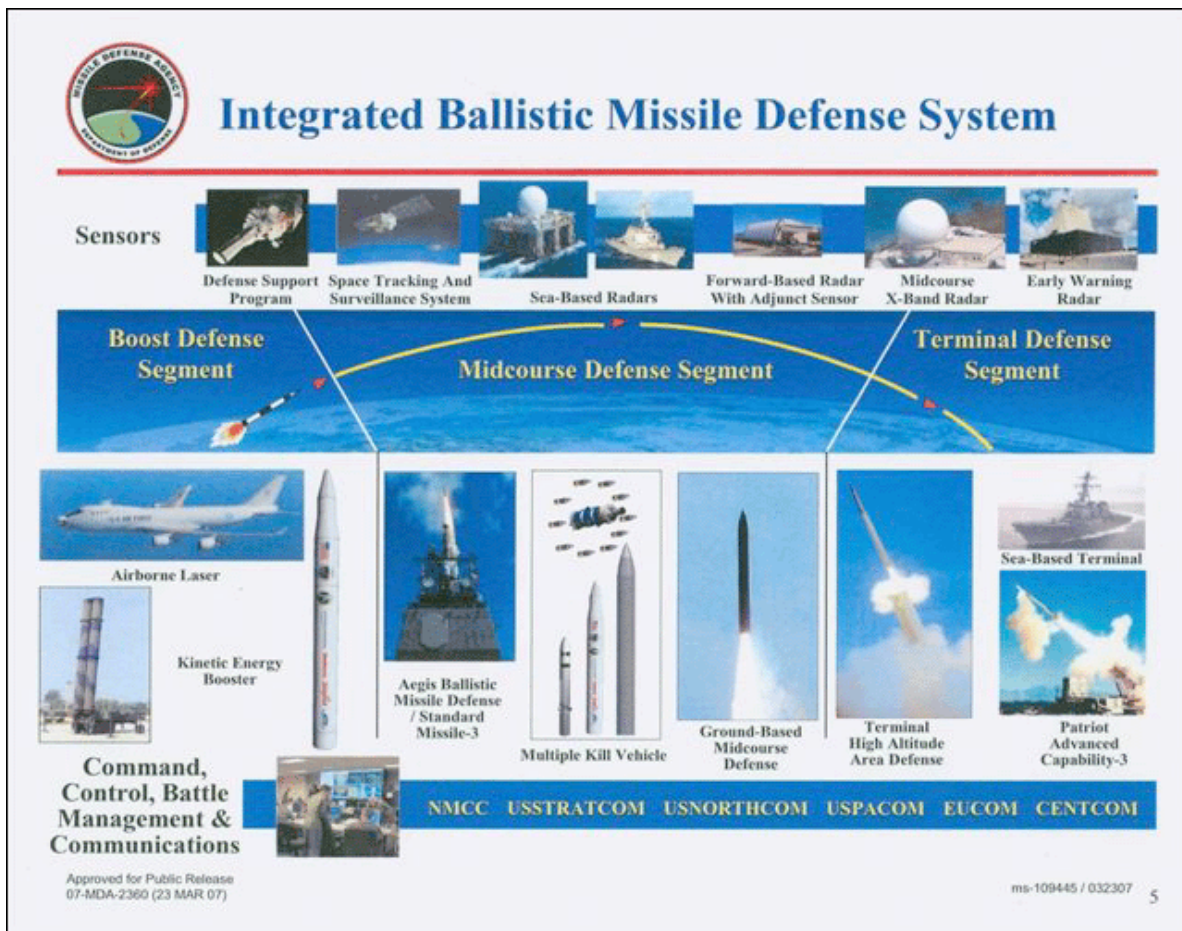 MISSILE DEFENSE AGENCY
DEPARTMENT OF DEFENSE
Integrated Ballistic Missile Defense System
Sensors
Defense Support
Program
Space Tracking And
Surveillance System
Sea-Based Radars
Forward-Based Radar
With Adjunct Sensor
Midcourse
X-Band Radar
Early Warning
Radar
Boost Defense
Segment
Midcourse Defense Segment
Terminal Defense
Segment
U.S. AIR FORCE
Airborne Laser
Kinetic Energy
Booster
Aegis Ballistic
Missile Defense
/ Standard
Missile-3
Multiple Kill Vehicle
Ground-Based
Midcourse
Defense
Terminal
High Altitude
Area Defense
Sea-Based Terminal
Patriot
Advanced
Capability-3
Command,
Control, Battle
Management &
Communications
NMCC USSTRATCOM USNORTHCOM USPACOM EUCOM CENTCOM
Approved for Public Release
07-MDA-2360 (23 MAR 07)
ms-109445 / 032307
5